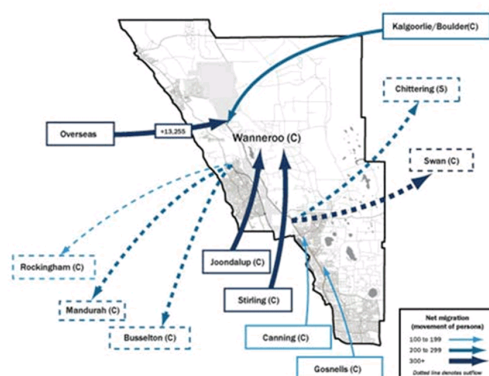 Kalgoorlie/Boulder(C)
Chittering (S)
Overseas
+13,255
Wanneroo (C)
Swan (C)
Joondalup (C)
Rockingham (C)
Stirling (C)
Mandurah (C)
Busselton (C)
Canning (C)
Gosnells (C)
Net migration
(movement of persons)
100 to 199
200 to 299
300+
Dotted line denotes outflow